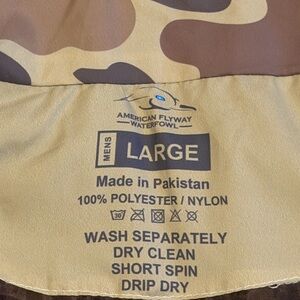 AMERICAN FLYWAY
WATERFOWL
MENS
LARGE
Made in Pakistan
100% POLYESTER / NYLON
WASH SEPARATELY
DRY CLEAN
SHORT SPIN
DRIP DRY